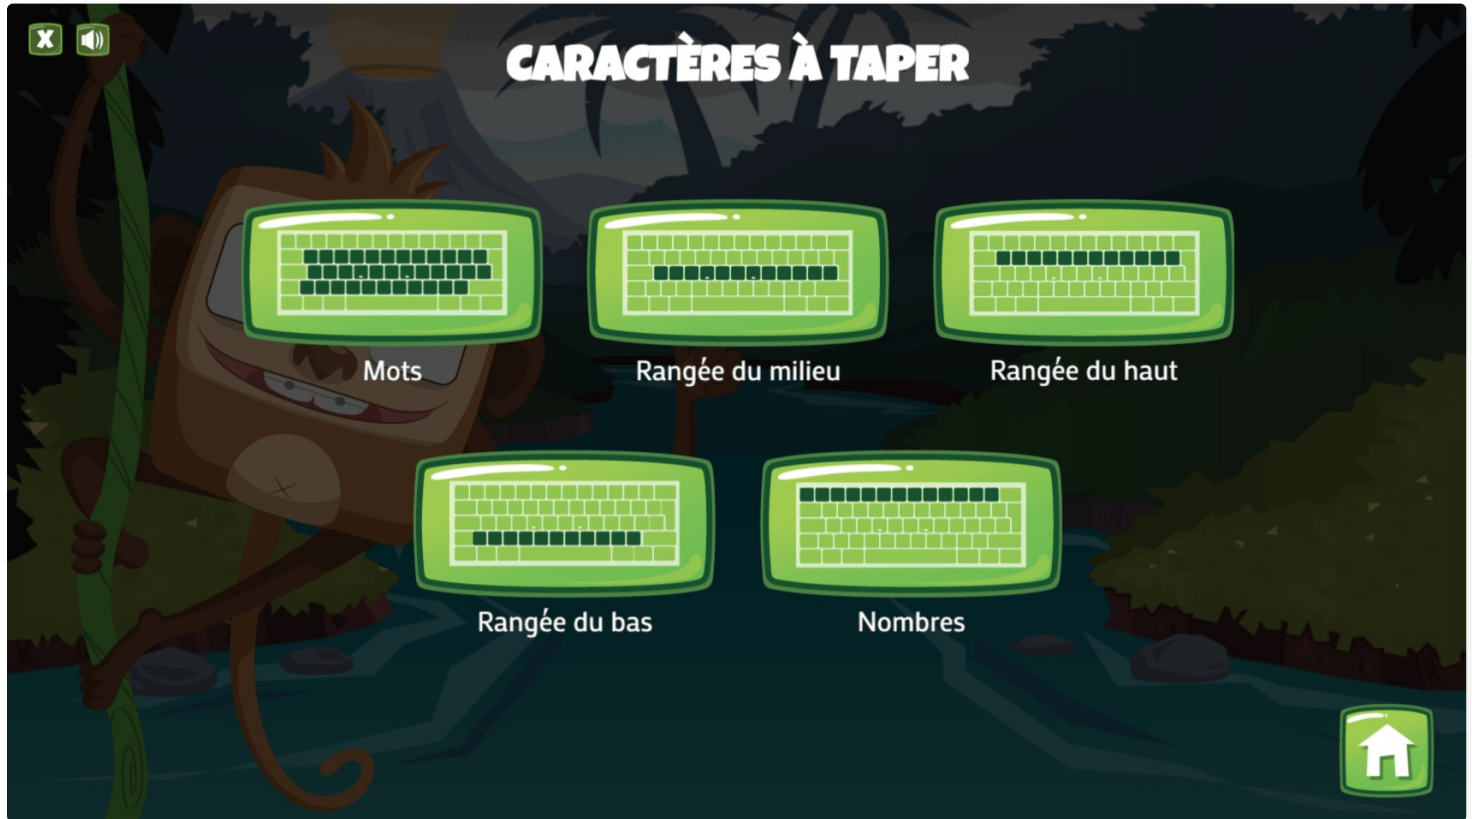 X
CARACTÈRES À TAPER
Mots
Rangée du milieu
Rangée du haut
Rangée du bas
Nombres